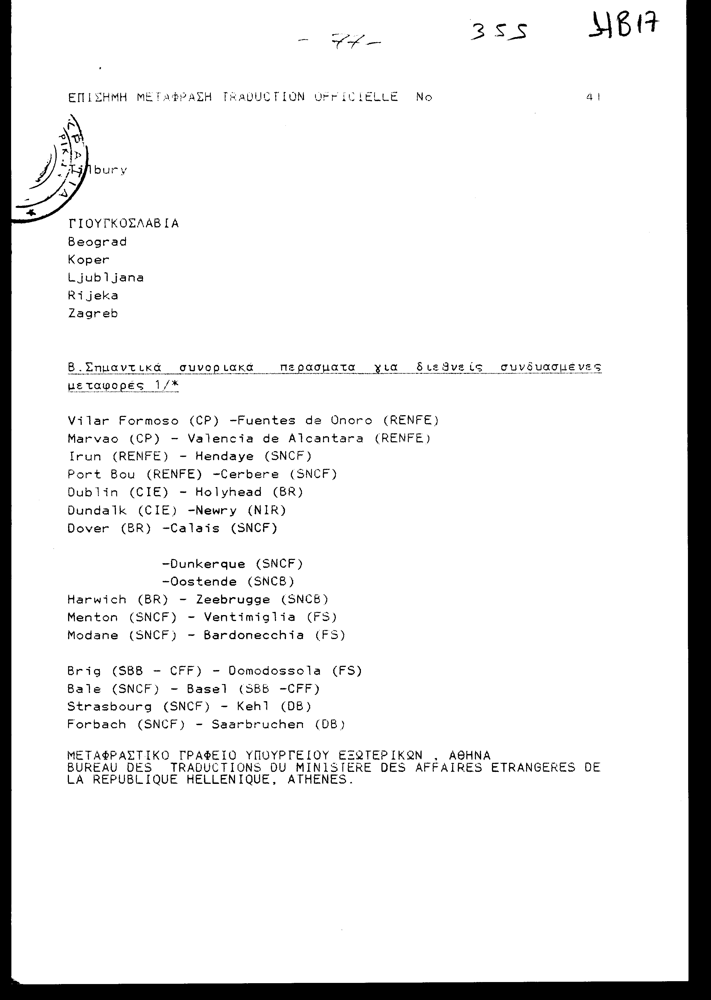 - 77 -
355
HB17
ΕΠΙΣΗΜΗ ΜΕΤΑΦΡΑΣΗ TRADUCTION OFFICIELLE No 41
Tilbury
ΓΙΟΥΓΚΟΣΛΑΒΙΑ
Beograd
Koper
Ljubljana
Rijeka
Zagreb
Β.Σημαντικά συνοριακά περάσματα για διεθνείς συνδυασμένες
μεταφορές 1/*
Vilar Formoso (CP) -Fuentes de Onoro (RENFE)
Marvao (CP) - Valencia de Alcantara (RENFE)
Irun (RENFE) - Hendaye (SNCF)
Port Bou (RENFE) -Cerbere (SNCF)
Dublin (CIE) - Holyhead (BR)
Dundalk (CIE) -Newry (NIR)
Dover (BR) -Calais (SNCF)
-Dunkerque (SNCF)
-Oostende (SNCB)
Harwich (BR) - Zeebrugge (SNCB)
Menton (SNCF) - Ventimiglia (FS)
Modane (SNCF) - Bardonecchia (FS)
Brig (SBB - CFF) - Domodossola (FS)
Bale (SNCF) - Basel (SBB -CFF)
Strasbourg (SNCF) - Kehl (DB)
Forbach (SNCF) - Saarbruchen (DB)
ΜΕΤΑΦΡΑΣΤΙΚΟ ΓΡΑΦΕΙΟ ΥΠΟΥΡΓΕΙΟΥ ΕΞΩΤΕΡΙΚΩΝ , ΑΘΗΝΑ
BUREAU DES TRADUCTIONS DU MINISTERE DES AFFAIRES ETRANGERES DE
LA REPUBLIQUE HELLENIQUE, ATHENES.